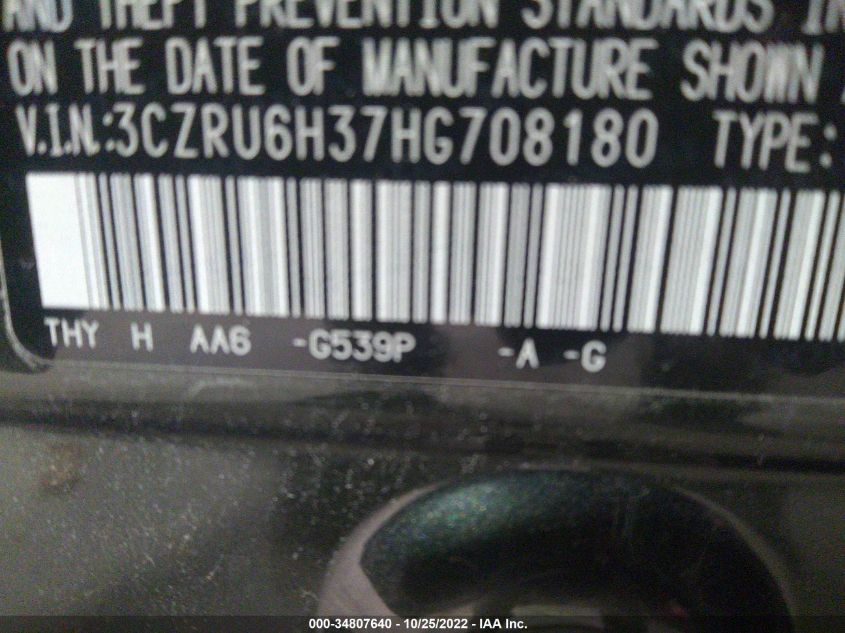 AND THEFT PREVENTION STANDARDS IN
ON THE DATE OF MANUFACTURE SHOWN
V.I.N.:3CZRU6H37HG708180 TYPE:
THY H AA6 -G539P -A -G
000-34807640 - 10/25/2022 - IAA Inc.